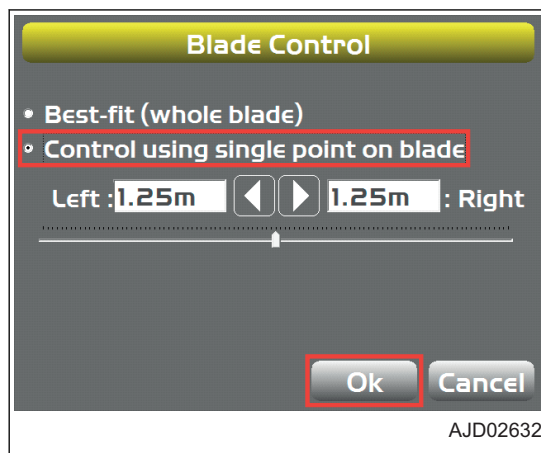 Blade Control
Best-fit (whole blade)
Control using single point on blade
Left :1.25m 1.25m : Right
Ok Cancel
AJD02632